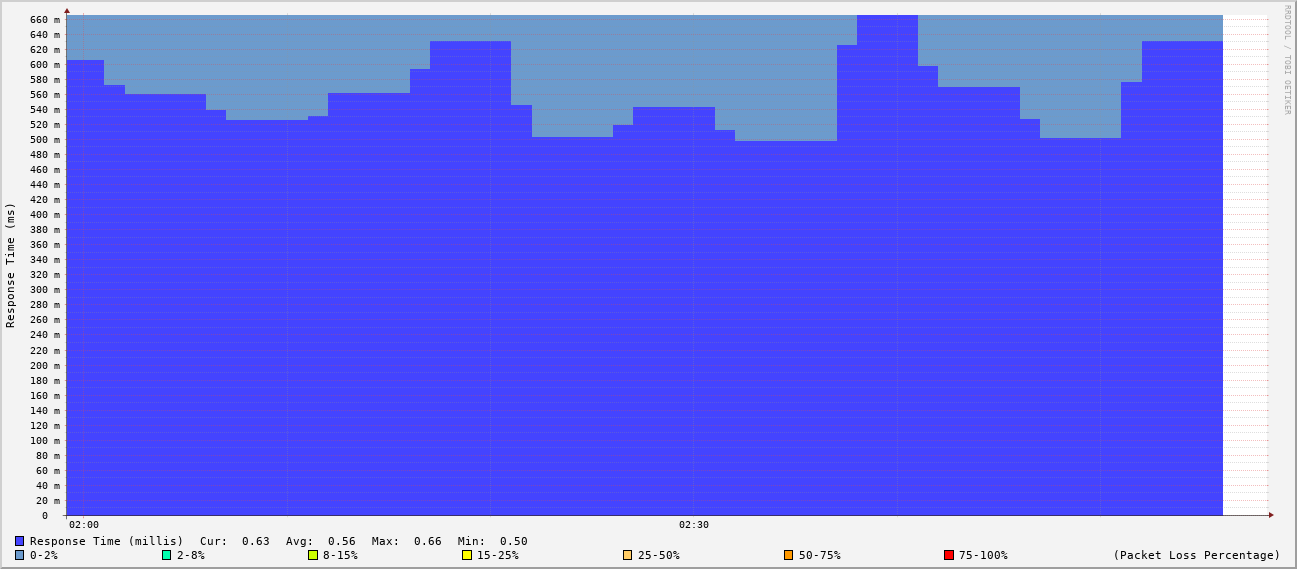 660 m
640 m
620 m
600 m
580 m
560 m
540 m
520 m
500 m
480 m
460 m
440 m
420 m
400 m
380 m
360 m
340 m
320 m
300 m
280 m
260 m
240 m
220 m
200 m
180 m
160 m
140 m
120 m
100 m
80 m
60 m
40 m
20 m
0
Response Time (ms)
RRDTOOL / TOBI OETIKER
02:00 02:30
Response Time (millis) Cur: 0.63 Avg: 0.56 Max: 0.66 Min: 0.50
0-2% 2-8% 8-15% 15-25% 25-50% 50-75% 75-100% (Packet Loss Percentage)